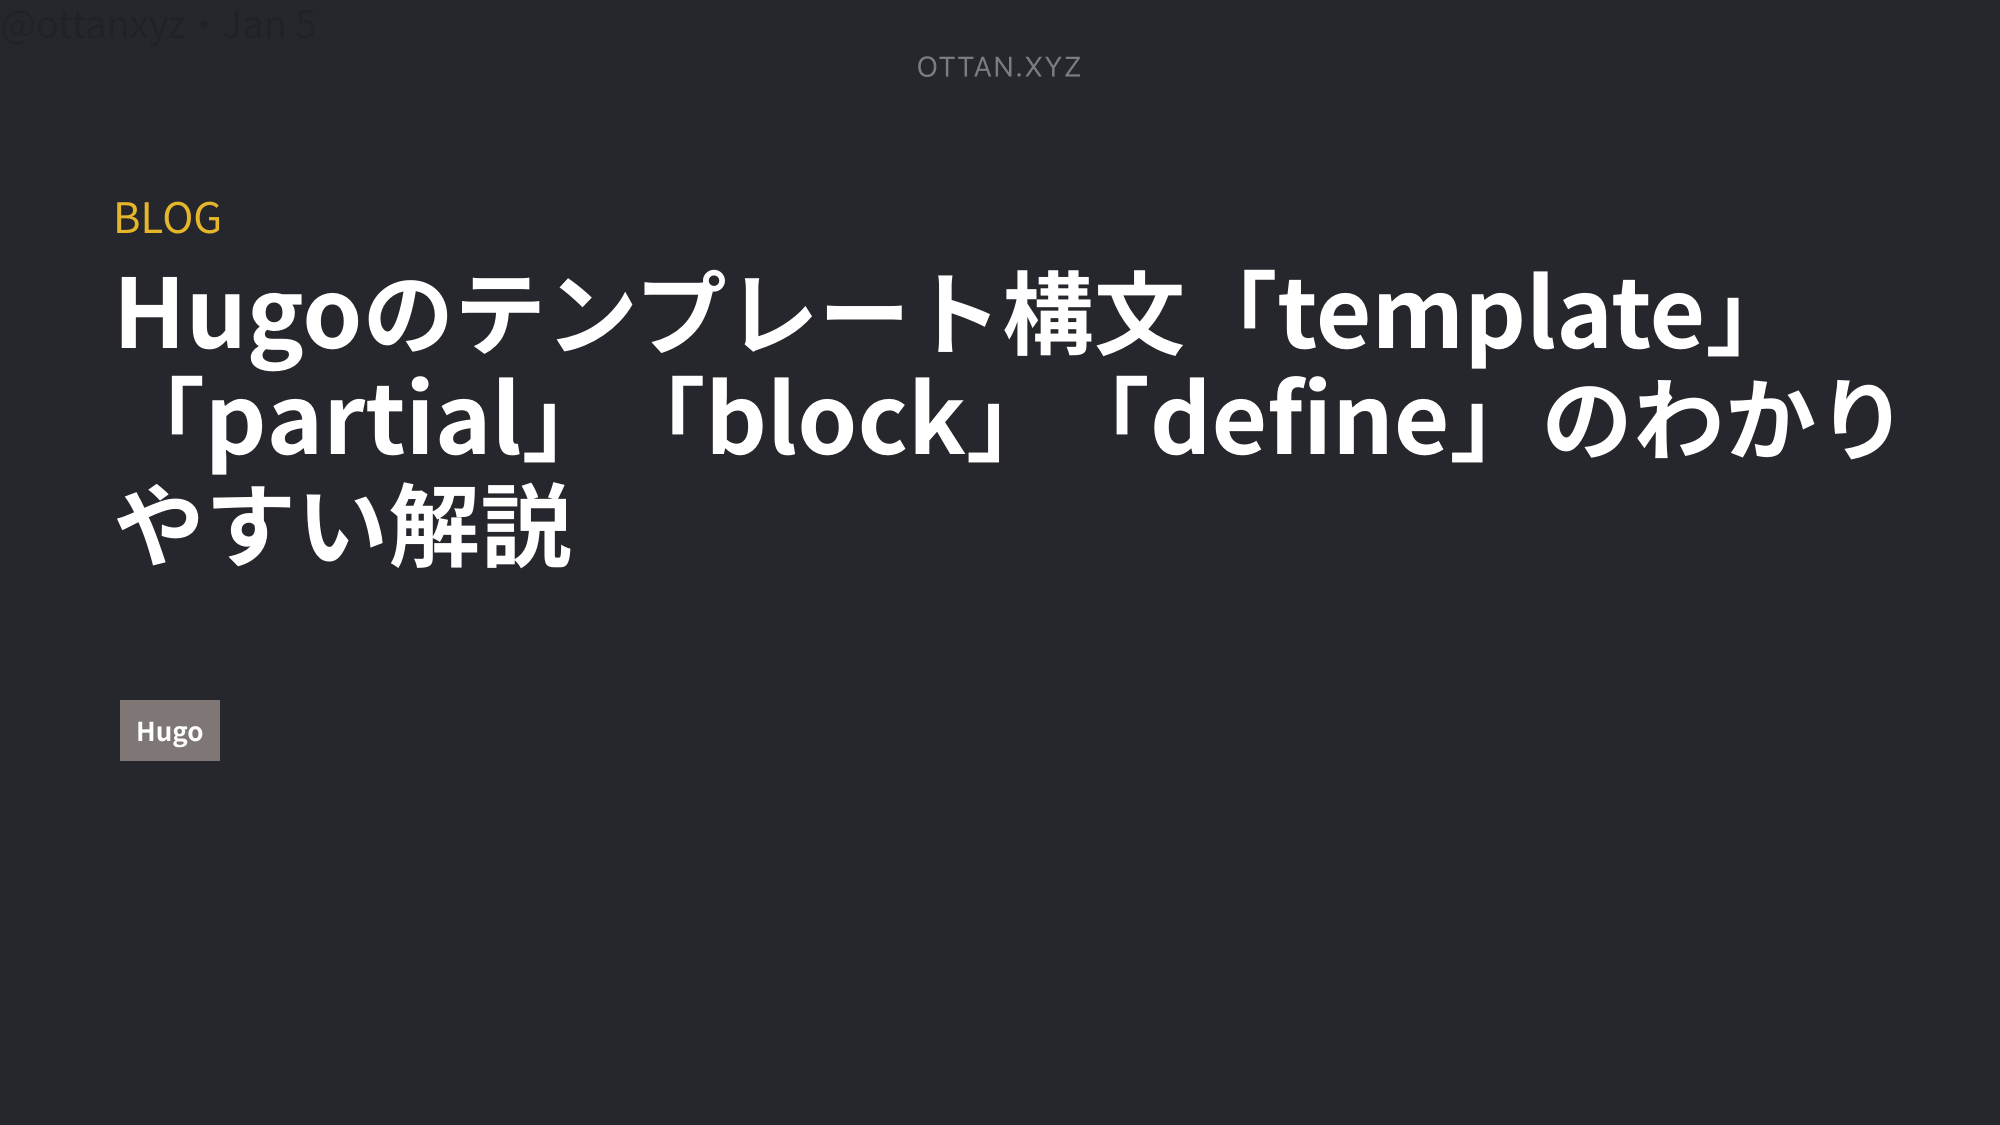 @ottanxyz・Jan 5
OTTAN.XYZ
BLOG
Hugoのテンプレート構文「template」
「partial」「block」「define」のわかり
やすい解説
Hugo